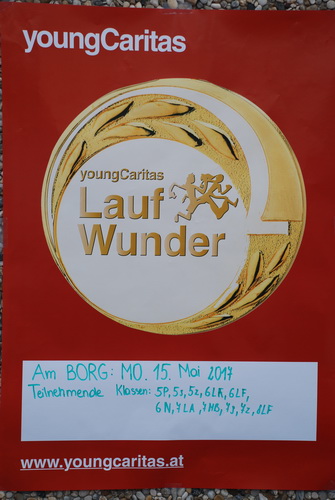 youngCaritas
youngCaritas
Lauf
Wunder
Am BORG: MO. 15. Mai 2017
Teilnehmende Klassen: 5P, 5s, 5z, 6LK, 6LF,
6N, 7LA, 7MB, 7s, 7z, 8LF
www.youngcaritas.at